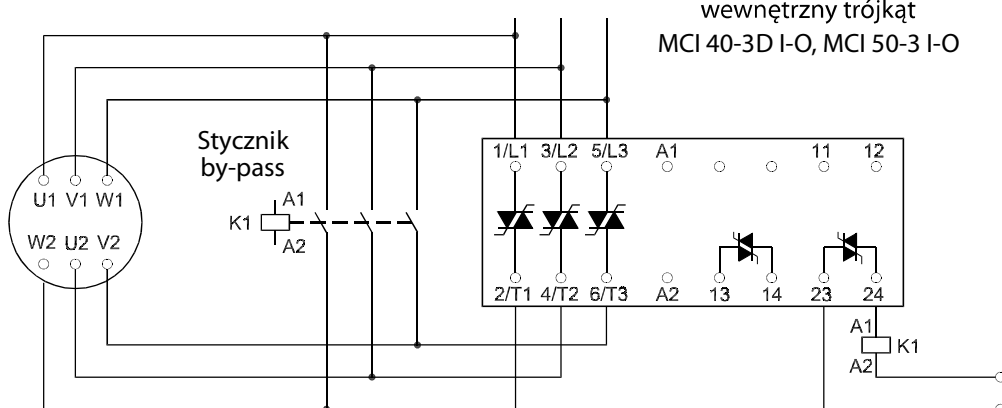 wewnętrzny trójkąt
MCI 40-3D I-O, MCI 50-3 I-O
Stycznik
by-pass
1/L1 3/L2 5/L3 A1 11 12
U1 V1 W1
A1
K1
A2
W2 U2 V2
2/T1 4/T2 6/T3 A2 13 14 23 24
A1
K1
A2